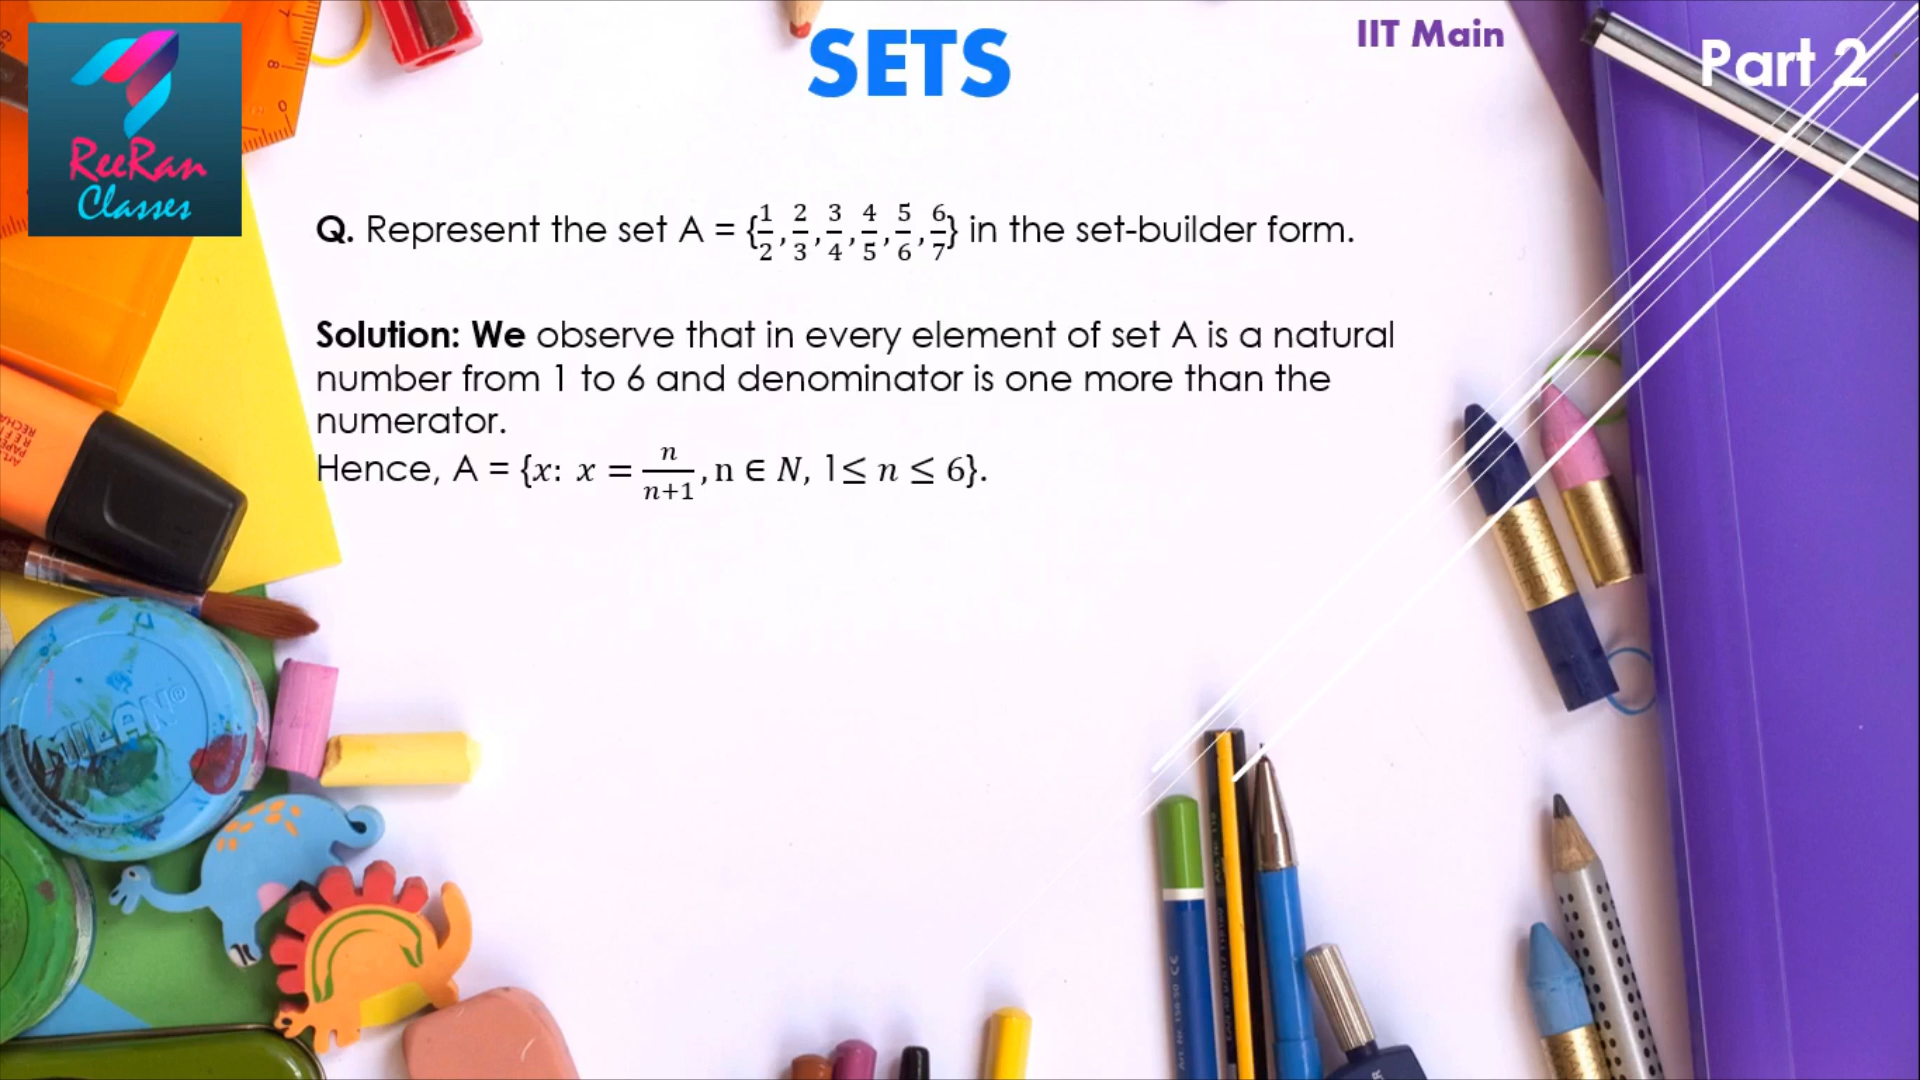 SETS
IIT Main
Part 2
ReeRan
Classes
Q. Represent the set A = {1/2, 2/3, 3/4, 4/5, 5/6, 6/7} in the set-builder form.
Solution: We observe that in every element of set A is a natural
number from 1 to 6 and denominator is one more than the
numerator.
Hence, A = {x: x = n/n+1, n ∈ N, 1≤ n ≤ 6}.
MILAN®